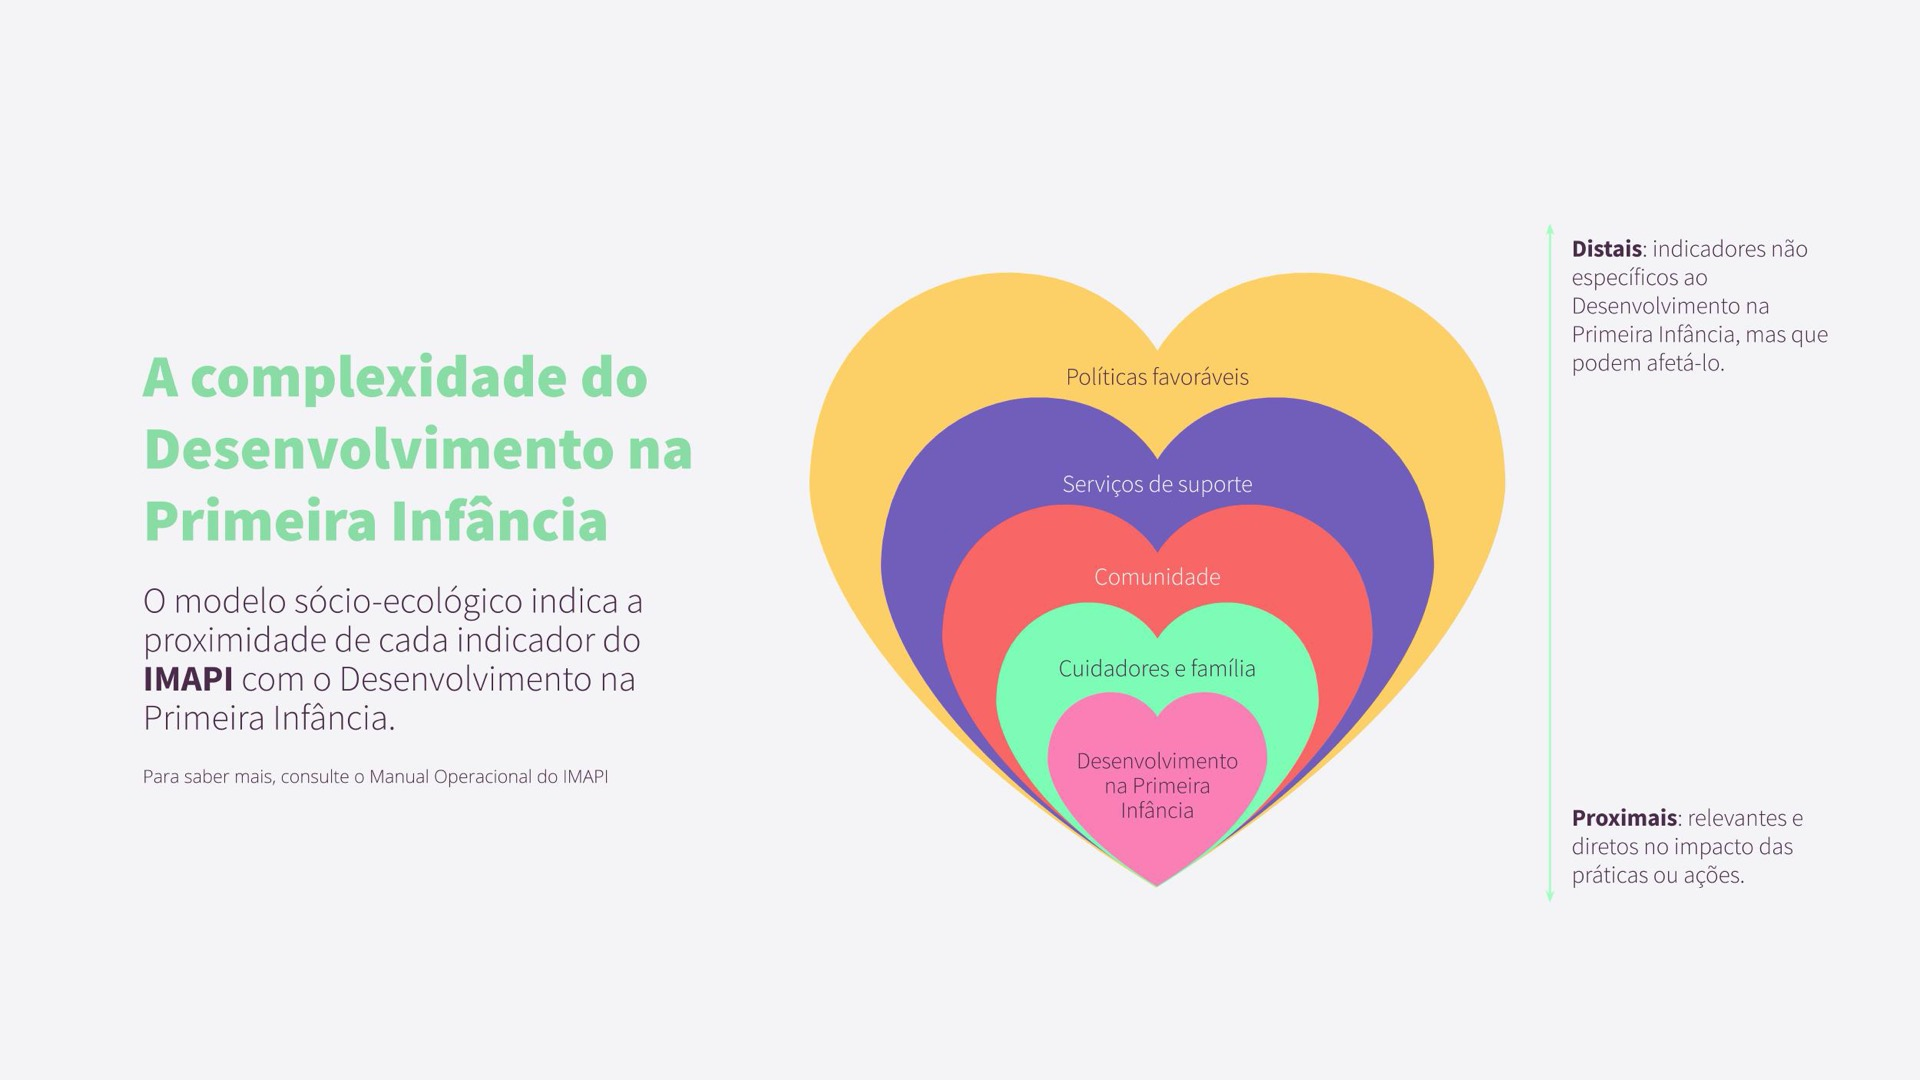 A complexidade do
Desenvolvimento na
Primeira Infância
O modelo sócio-ecológico indica a
proximidade de cada indicador do
IMAPI com o Desenvolvimento na
Primeira Infância.
Para saber mais, consulte o Manual Operacional do IMAPI
Políticas favoráveis
Serviços de suporte
Comunidade
Cuidadores e família
Desenvolvimento
na Primeira
Infância
Distais: indicadores não
específicos ao
Desenvolvimento na
Primeira Infância, mas que
podem afetá-lo.
Proximais: relevantes e
diretos no impacto das
práticas ou ações.